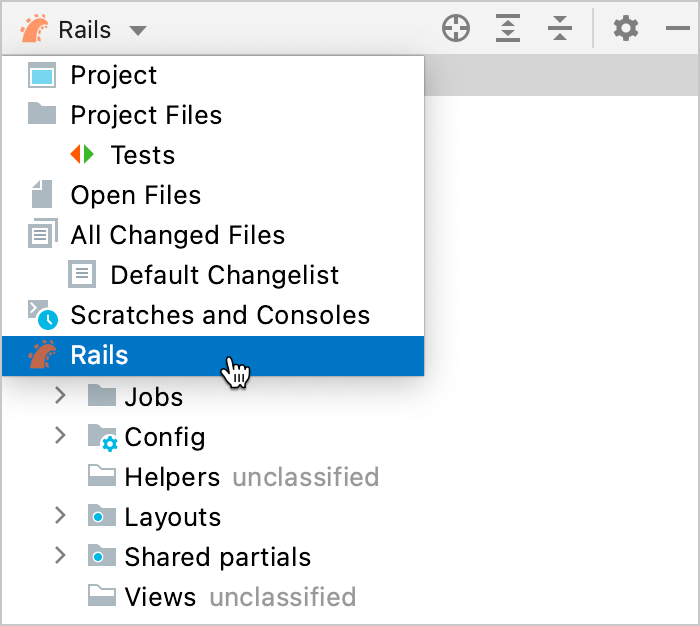 Rails
Project
Project Files
Tests
Open Files
All Changed Files
Default Changelist
Scratches and Consoles
Rails
Jobs
Config
Helpers unclassified
Layouts
Shared partials
Views unclassified